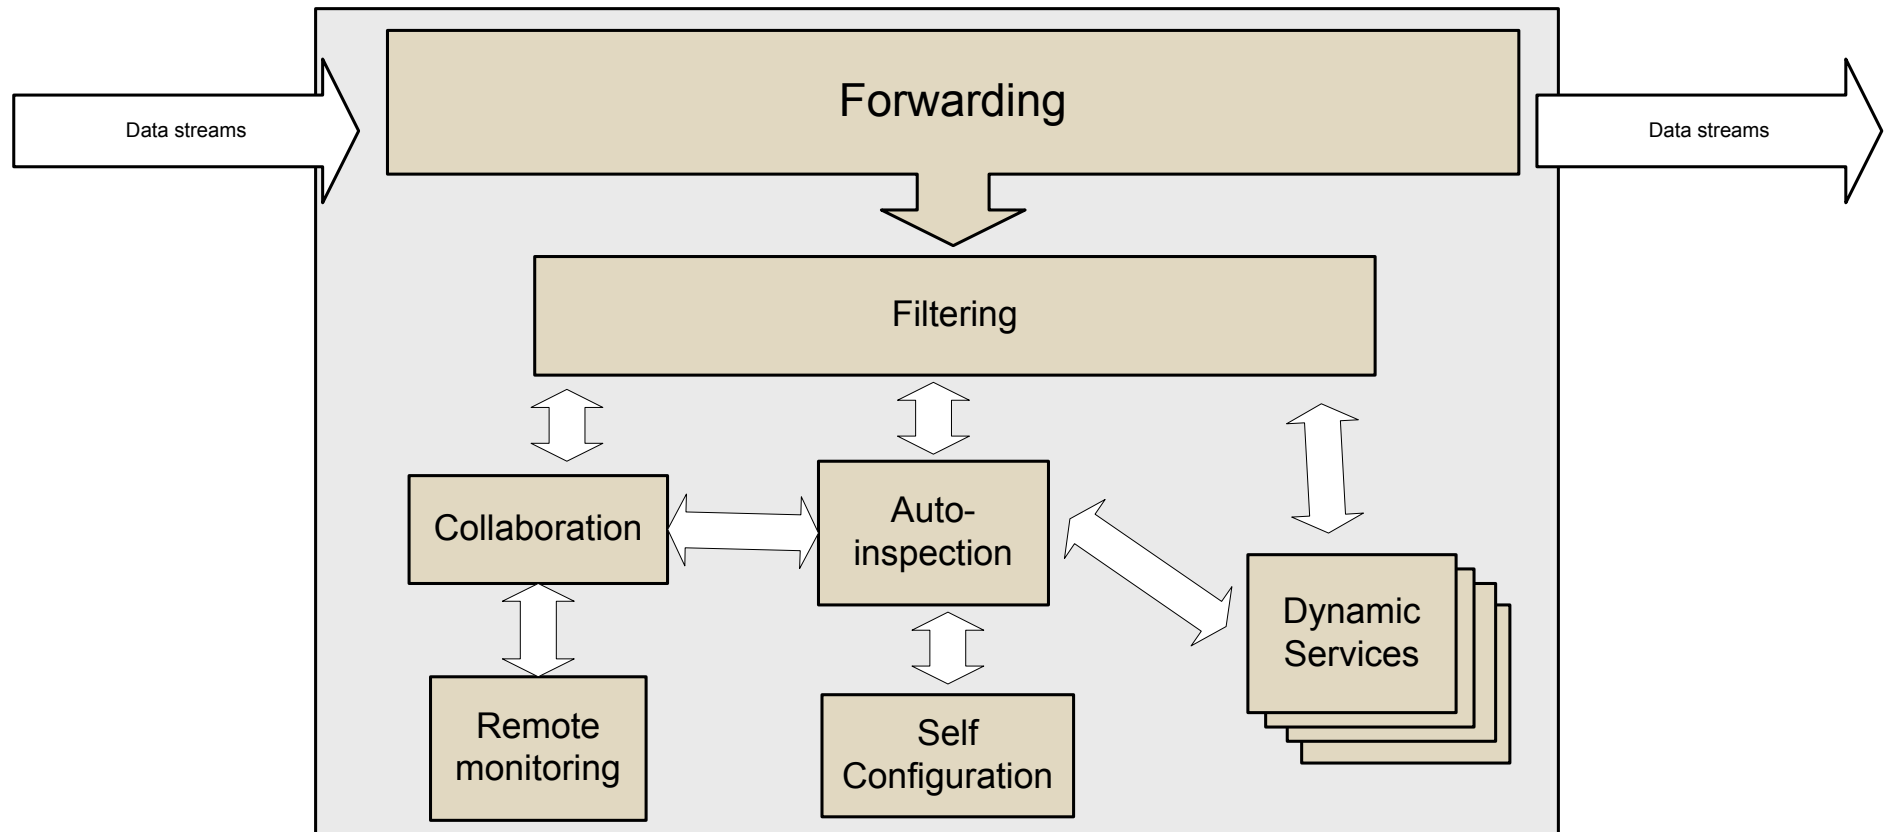 Forwarding
Data streams
Data streams
Filtering
Collaboration
Auto-
inspection
Dynamic
Services
Remote
monitoring
Self
Configuration